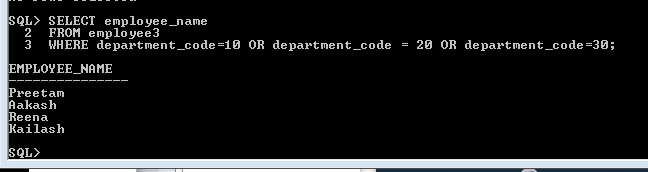 SQL> SELECT employee_name
2 FROM employee3
3 WHERE department_code=10 OR department_code = 20 OR department_code=30;
EMPLOYEE_NAME
---------------
Preetam
Aakash
Reena
Kailash
SQL>